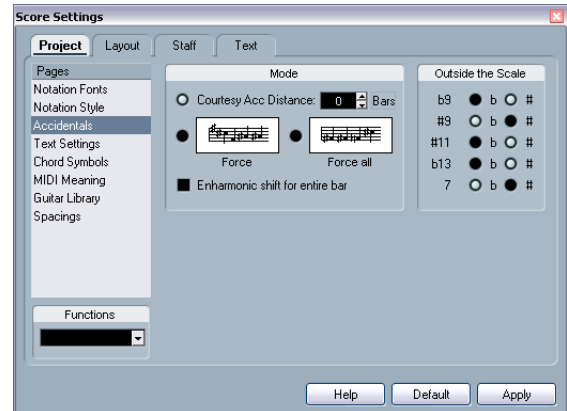 Score Settings
Project Layout Staff Text
Pages
Notation Fonts
Notation Style
Accidentals
Text Settings
Chord Symbols
MIDI Meaning
Guitar Library
Spacings
Functions
Mode
Courtesy Acc Distance: 0 Bars
Force Force all
Enharmonic shift for entire bar
Outside the Scale
b9 b #
#9 b #
#11 b #
b13 b #
7 b #
Help Default Apply